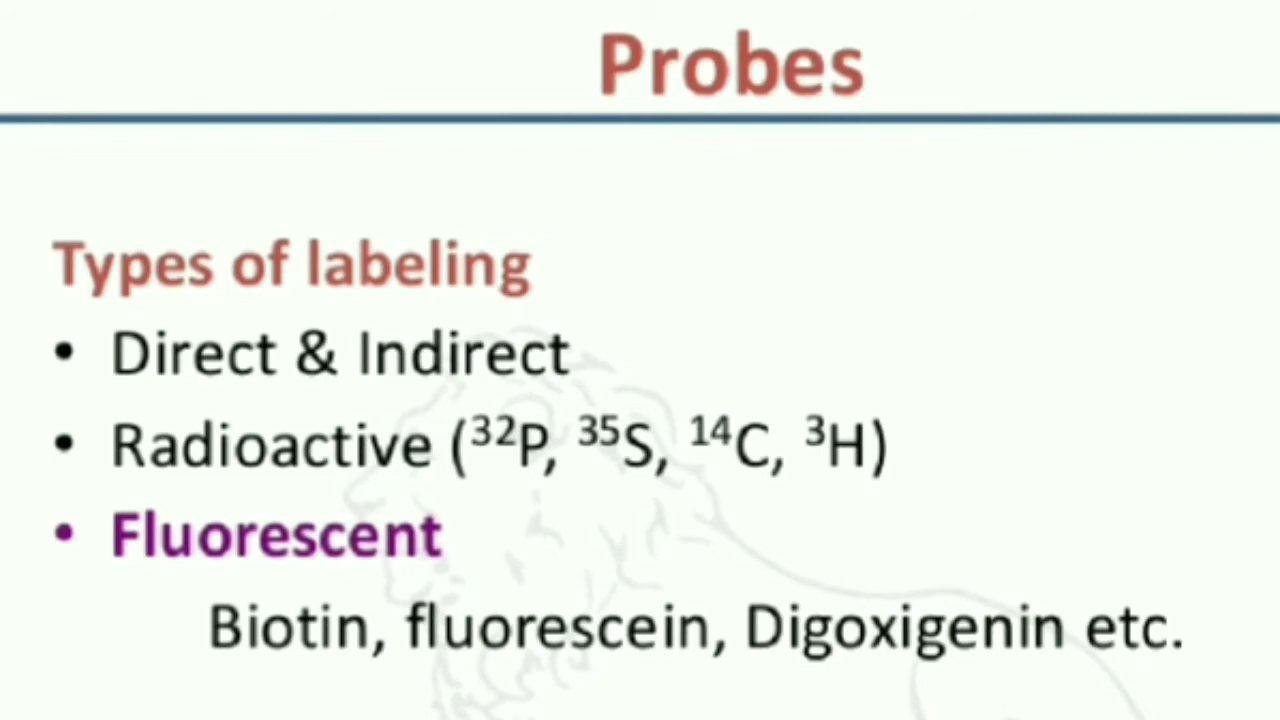 Probes
Types of labeling
• Direct & Indirect
• Radioactive (³²P, ³⁵S, ¹⁴C, ³H)
• Fluorescent
Biotin, fluorescein, Digoxigenin etc.